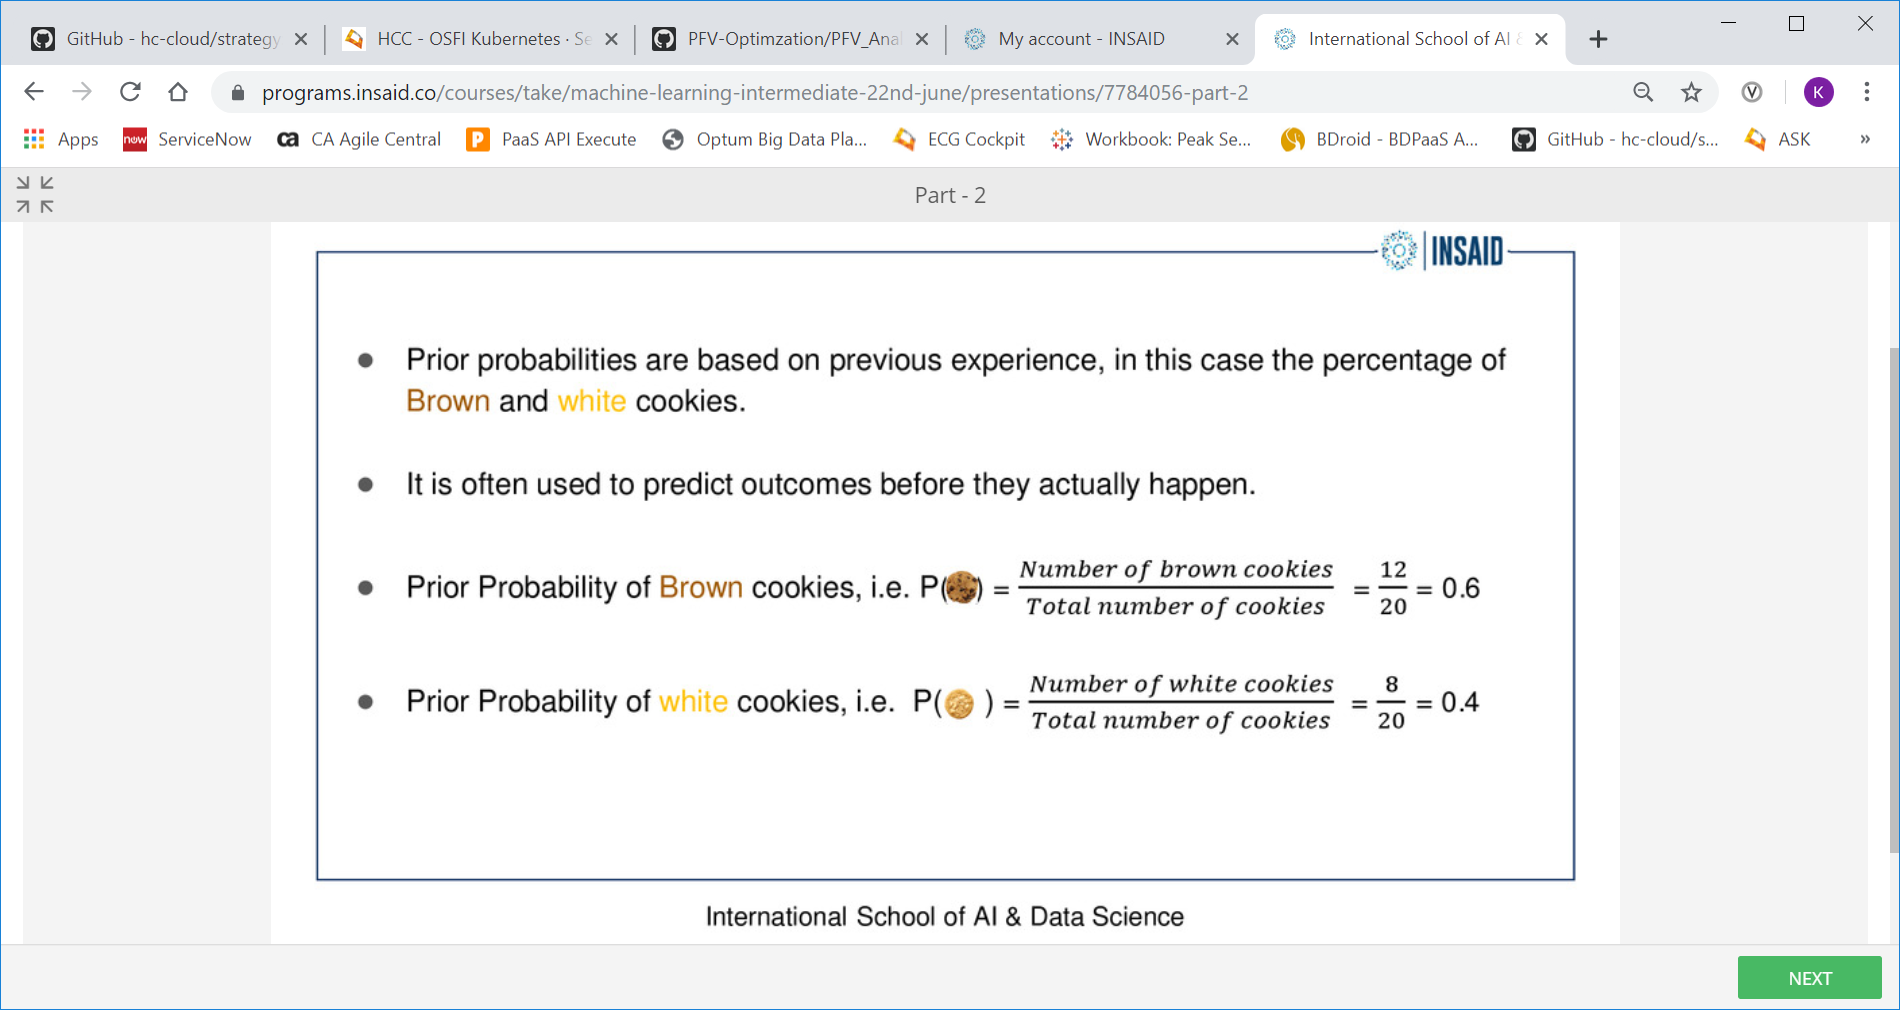 GitHub - hc-cloud/strategy
HCC - OSFI Kubernetes · Se
PFV-Optimzation/PFV_Anal
My account - INSAID
International School of AI &
programs.insaid.co/courses/take/machine-learning-intermediate-22nd-june/presentations/7784056-part-2
K
Apps
now ServiceNow
ca CA Agile Central
P PaaS API Execute
Optum Big Data Pla...
ECG Cockpit
Workbook: Peak Se...
BDroid - BDPaaS A...
GitHub - hc-cloud/s...
ASK
»
Part - 2
INSAID
● Prior probabilities are based on previous experience, in this case the percentage of
Brown and white cookies.
● It is often used to predict outcomes before they actually happen.
● Prior Probability of Brown cookies, i.e. P( ) = Number of brown cookies / Total number of cookies = 12/20 = 0.6
● Prior Probability of white cookies, i.e. P( ) = Number of white cookies / Total number of cookies = 8/20 = 0.4
International School of AI & Data Science
NEXT